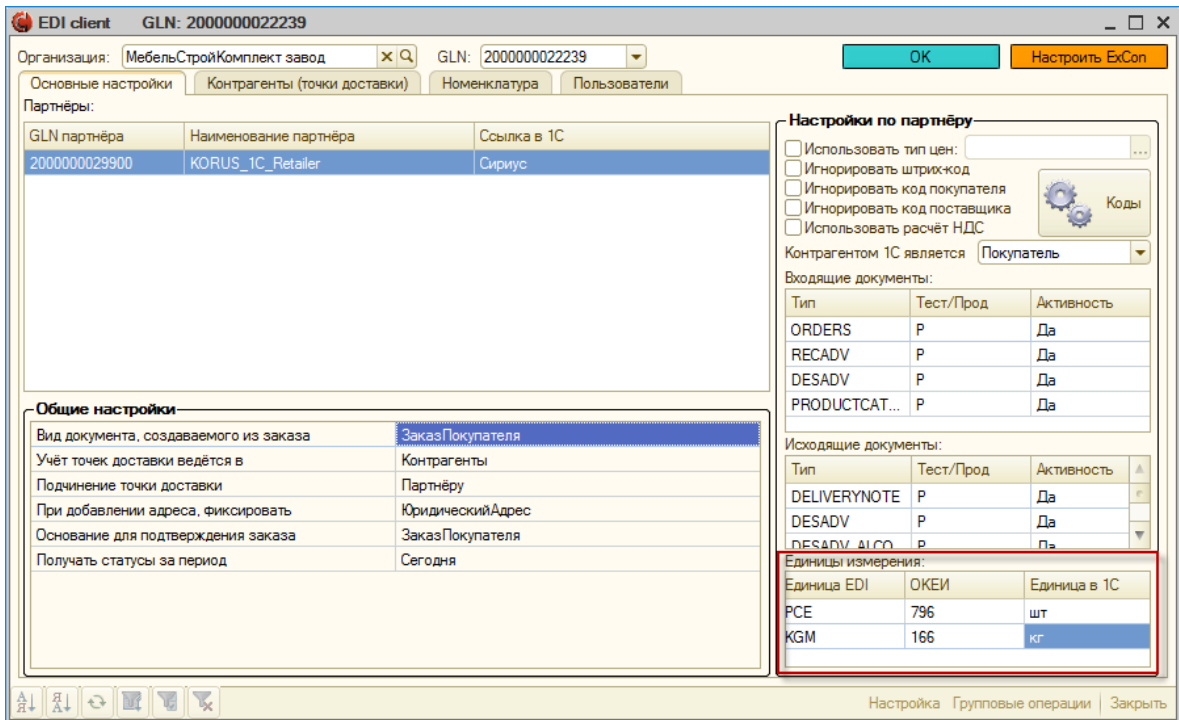 EDI client GLN: 2000000022239
Организация: МебельСтройКомплект завод GLN: 2000000022239 OK Настроить ExCon
Основные настройки Контрагенты (точки доставки) Номенклатура Пользователи
Партнёры:
GLN партнёра Наименование партнёра Ссылка в 1С
2000000029900 KORUS_1C_Retailer Сириус
Настройки по партнёру
Использовать тип цен: ...
Игнорировать штрих-код
Игнорировать код покупателя
Игнорировать код поставщика
Использовать расчёт НДС
Коды
Контрагентом 1С является Покупатель
Входящие документы:
Тип Тест/Прод Активность
ORDERS P Да
RECADV P Да
DESADV P Да
PRODUCTCAT... P Да
Общие настройки
Вид документа, создаваемого из заказа ЗаказПокупателя
Учёт точек доставки ведётся в Контрагенты
Подчинение точки доставки Партнёру
При добавлении адреса, фиксировать ЮридическийАдрес
Основание для подтверждения заказа ЗаказПокупателя
Получать статусы за период Сегодня
Исходящие документы:
Тип Тест/Прод Активность
DELIVERYNOTE P Да
DESADV P Да
DESADV_ALCO P Да
Единицы измерения:
Единица EDI ОКЕИ Единица в 1С
PCE 796 шт
KGM 166 кг
Настройка Групповые операции Закрыть